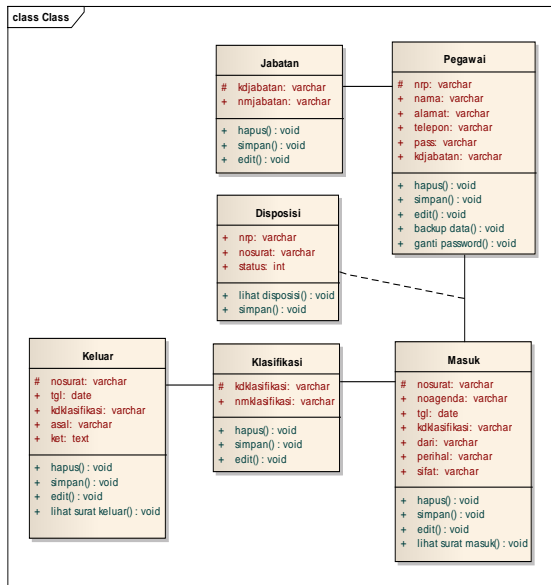 class Class
Jabatan
# kdjabatan: varchar
+ nmjabatan: varchar
+ hapus() : void
+ simpan() : void
+ edit() : void
Pegawai
# nrp: varchar
+ nama: varchar
+ alamat: varchar
+ telepon: varchar
+ pass: varchar
+ kdjabatan: varchar
+ hapus() : void
+ simpan() : void
+ edit() : void
+ backup data() : void
+ ganti password() : void
Disposisi
+ nrp: varchar
+ nosurat: varchar
+ status: int
+ lihat disposisi() : void
+ simpan() : void
Keluar
# nosurat: varchar
+ tgl: date
+ kdklasifikasi: varchar
+ asal: varchar
+ ket: text
+ hapus() : void
+ simpan() : void
+ edit() : void
+ lihat surat keluar() : void
Klasifikasi
# kdklasifikasi: varchar
+ nmklasifikasi: varchar
+ hapus() : void
+ simpan() : void
+ edit() : void
Masuk
# nosurat: varchar
+ noagenda: varchar
+ tgl: date
+ kdklasifikasi: varchar
+ dari: varchar
+ perihal: varchar
+ sifat: varchar
+ hapus() : void
+ simpan() : void
+ edit() : void
+ lihat surat masuk() : void